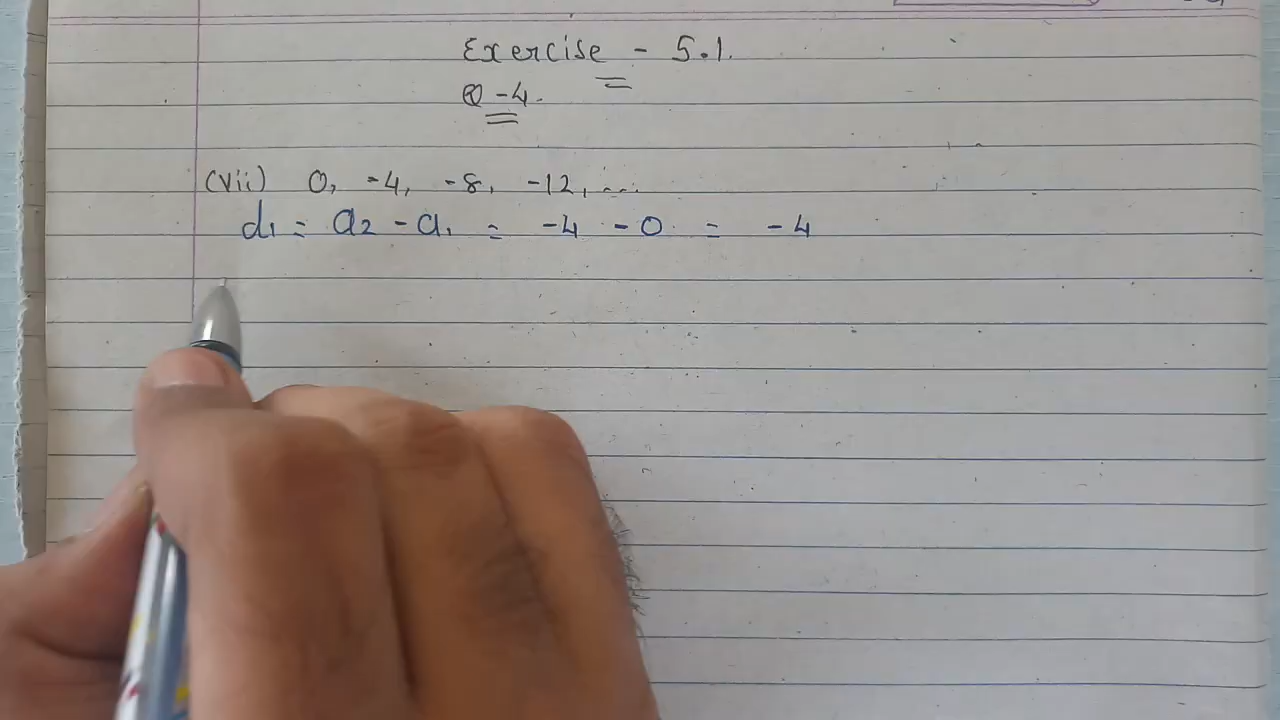 Exercise - 5.1.
Q-4.
(vii) 0, -4, -8, -12, ...
d₁ = a₂ - a₁ = -4 - 0 = -4